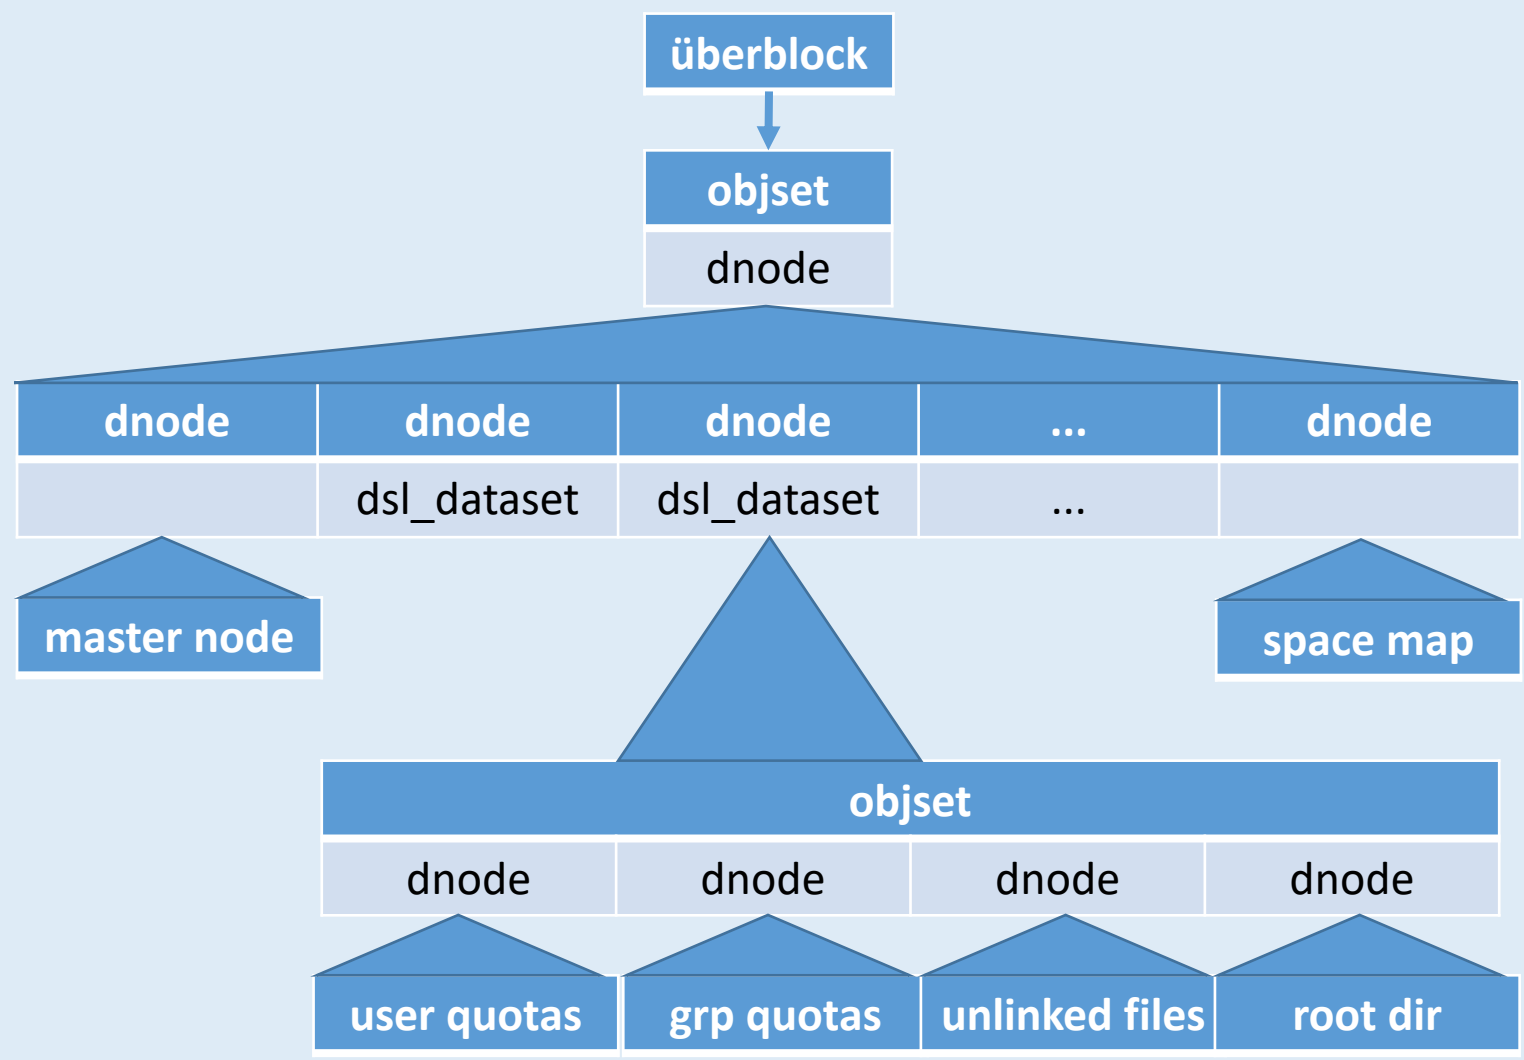 überblock
objset
dnode
dnode dnode dnode ... dnode
dsl_dataset dsl_dataset ...
master node space map
objset
dnode dnode dnode dnode
user quotas grp quotas unlinked files root dir